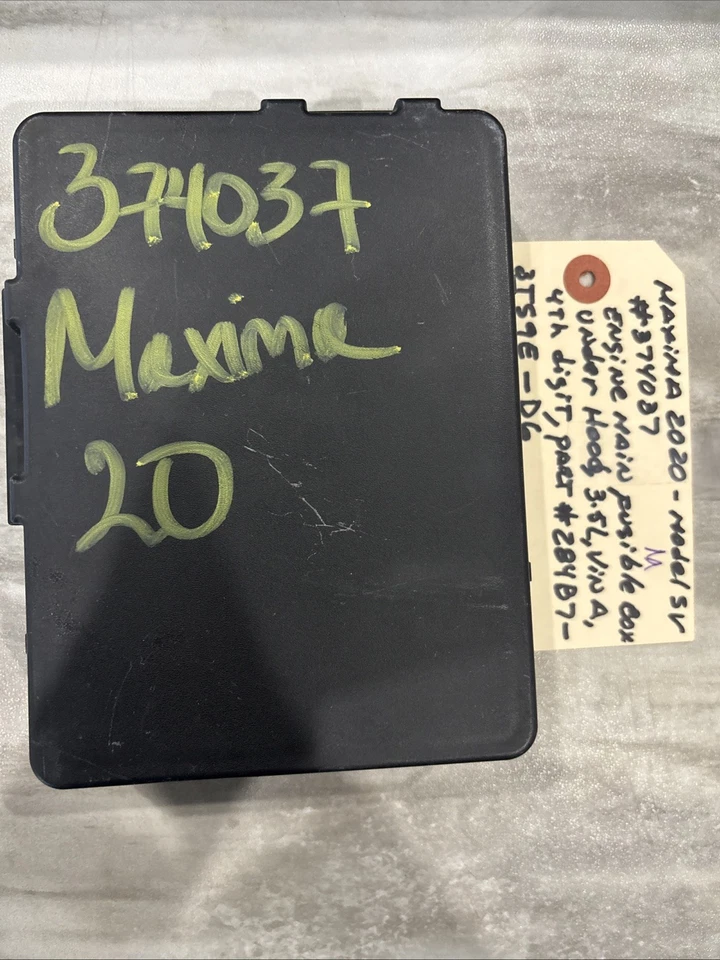 374037
Maxima
20
MAXIMA 2020 - Model SV
#374037
M
ENGINE MAIN fusible box
Under Hood 3.5L, Vin A,
4Th digit, part #284B7-
3TS9E - D6